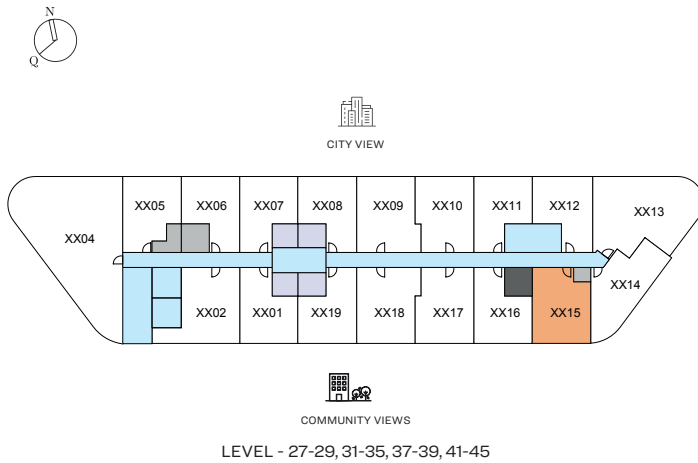 N
Q
CITY VIEW
XX05 XX06 XX07 XX08 XX09 XX10 XX11 XX12
XX13
XX04
XX14
XX02 XX01 XX19 XX18 XX17 XX16 XX15
COMMUNITY VIEWS
LEVEL - 27-29, 31-35, 37-39, 41-45